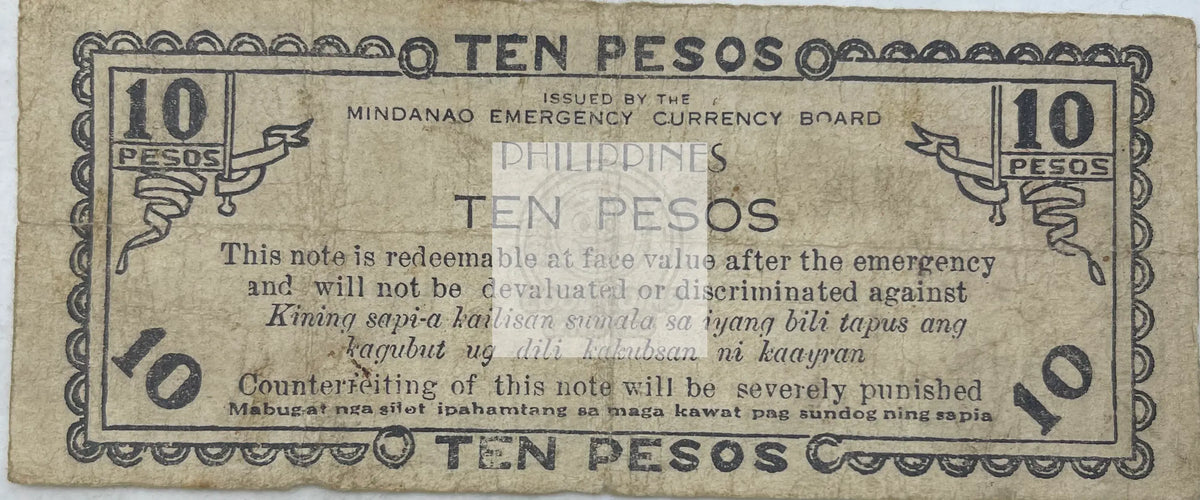 TEN PESOS
10
PESOS
10
PESOS
ISSUED BY THE
MINDANAO EMERGENCY CURRENCY BOARD
PHILIPPINES
TEN PESOS
This note is redeemable at face value after the emergency
and will not be devaluated or discriminated against
Kining sapi-a kailisan sumala sa iyang bili tapus ang
kagubut ug dili kakubsan ni kaayran
Counterfeiting of this note will be severely punished
Mabug-at nga silot ipahamtang sa maga kawat pag sundog ning sapia
10
10
TEN PESOS